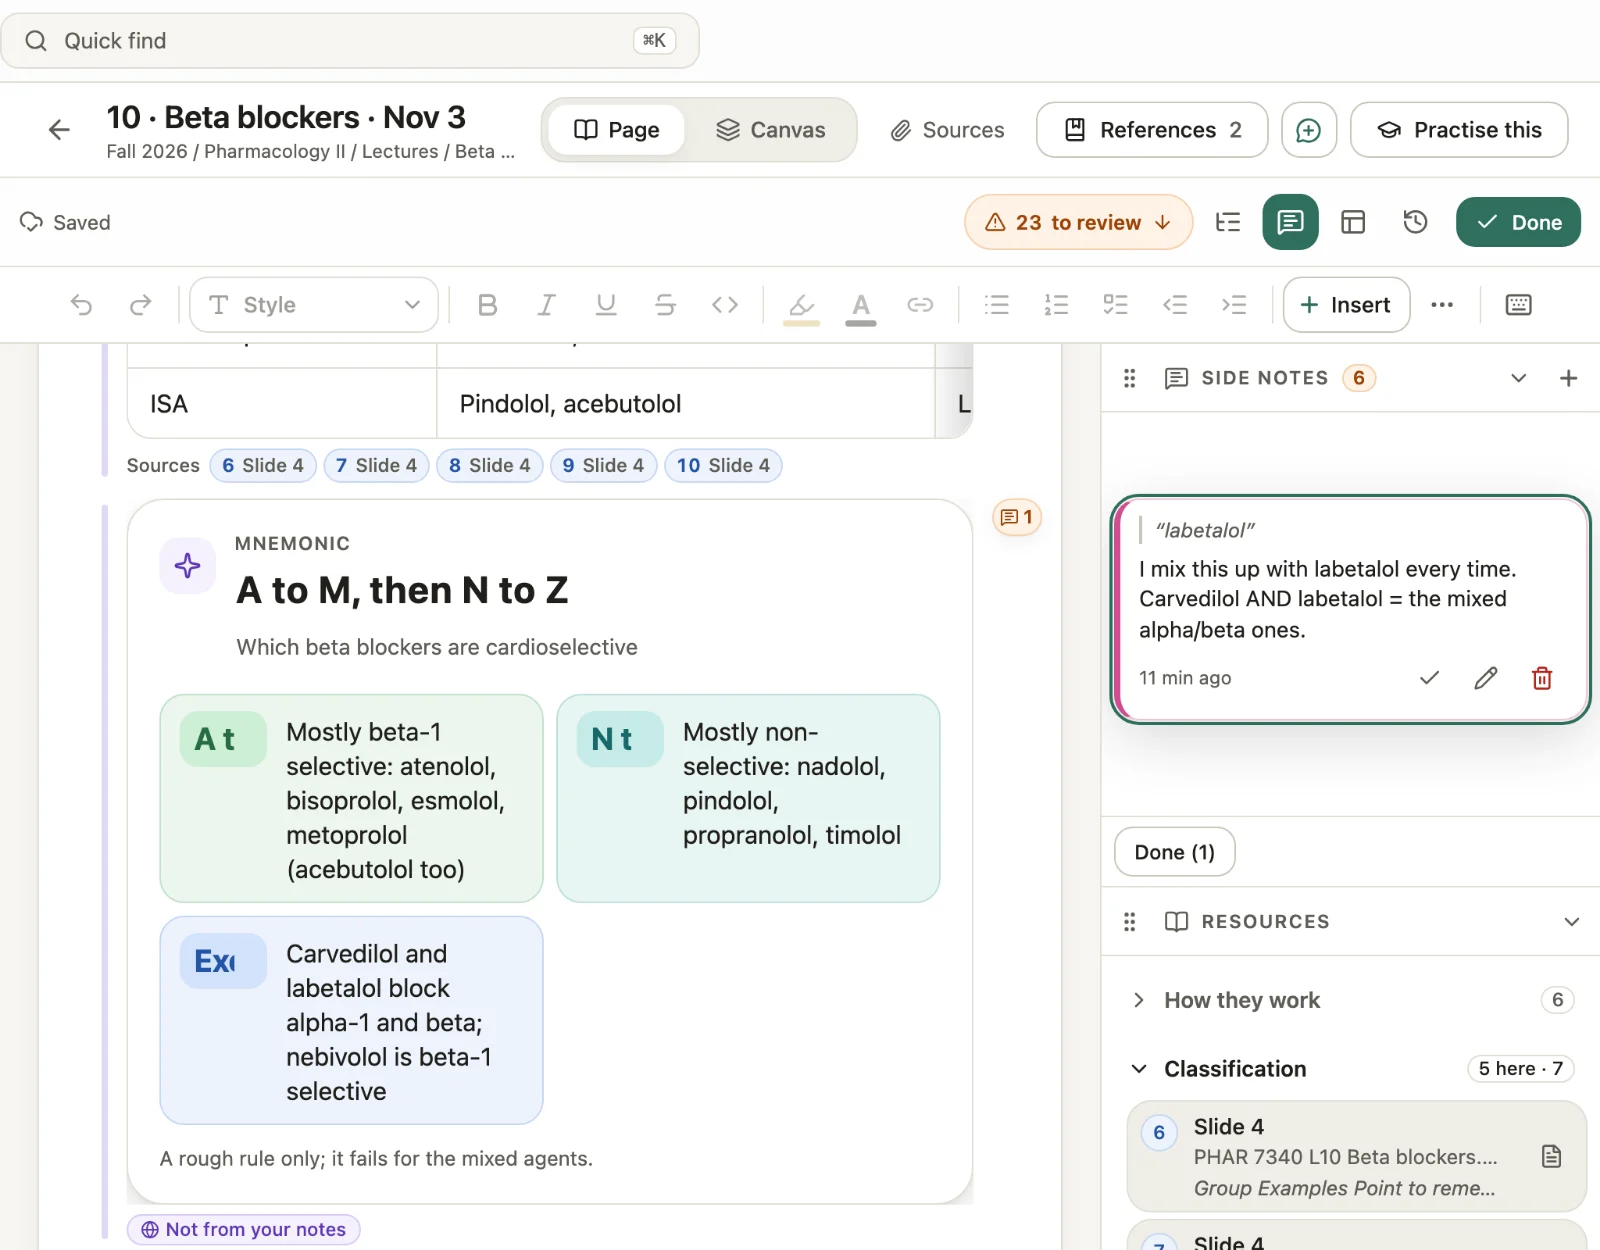 Quick find
⌘K
10 · Beta blockers · Nov 3
Fall 2026 / Pharmacology II / Lectures / Beta ...
Page
Canvas
Sources
References 2
Practise this
Saved
23 to review
Done
Style
Insert
ISA
Pindolol, acebutolol
L
Sources
6 Slide 4
7 Slide 4
8 Slide 4
9 Slide 4
10 Slide 4
1
MNEMONIC
A to M, then N to Z
Which beta blockers are cardioselective
A t
Mostly beta-1
selective: atenolol,
bisoprolol, esmolol,
metoprolol
(acebutolol too)
N t
Mostly non-
selective: nadolol,
pindolol,
propranolol, timolol
Ex
Carvedilol and
labetalol block
alpha-1 and beta;
nebivolol is beta-1
selective
A rough rule only; it fails for the mixed agents.
Not from your notes
SIDE NOTES 6
“labetalol”
I mix this up with labetalol every time.
Carvedilol AND labetalol = the mixed
alpha/beta ones.
11 min ago
Done (1)
RESOURCES
How they work
6
Classification
5 here · 7
6
Slide 4
PHAR 7340 L10 Beta blockers....
Group Examples Point to reme...
7
Slide 4